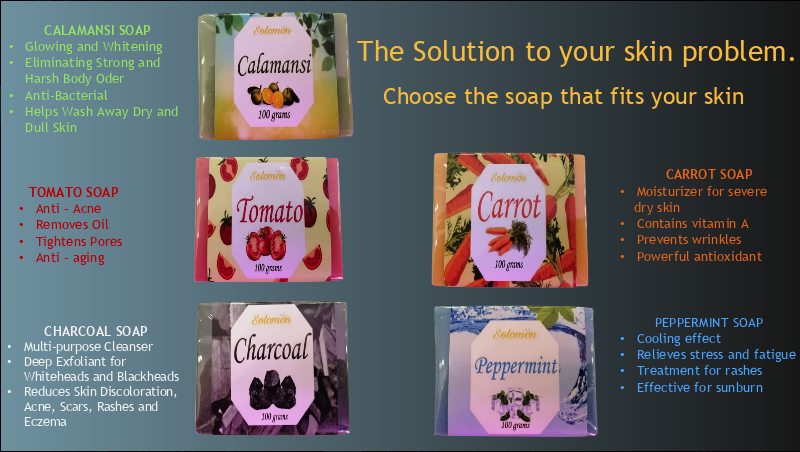 The Solution to your skin problem.
Choose the soap that fits your skin
CALAMANSI SOAP
• Glowing and Whitening
• Eliminating Strong and
Harsh Body Oder
• Anti-Bacterial
• Helps Wash Away Dry and
Dull Skin
Solomon
Calamansi
100 grams
TOMATO SOAP
• Anti - Acne
• Removes Oil
• Tightens Pores
• Anti - aging
Solomon
Tomato
100 grams
Solomon
Carrot
100 grams
CARROT SOAP
• Moisturizer for severe
dry skin
• Contains vitamin A
• Prevents wrinkles
• Powerful antioxidant
CHARCOAL SOAP
• Multi-purpose Cleanser
• Deep Exfoliant for
Whiteheads and Blackheads
• Reduces Skin Discoloration,
Acne, Scars, Rashes and
Eczema
Solomon
Charcoal
100 grams
Solomon
Peppermint
100 grams
PEPPERMINT SOAP
• Cooling effect
• Relieves stress and fatigue
• Treatment for rashes
• Effective for sunburn